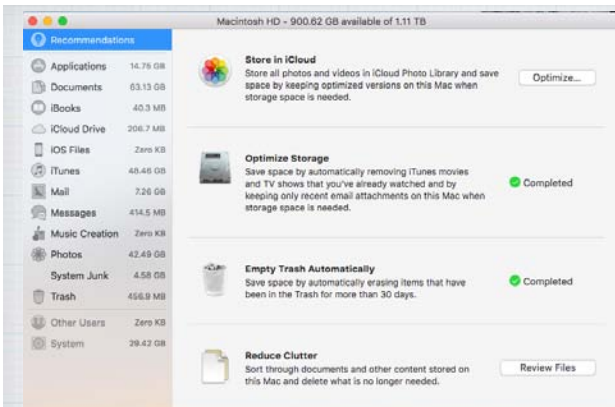 Macintosh HD - 900.62 GB available of 1.11 TB
Recommendations
Applications 14.75 GB
Documents 63.13 GB
iBooks 40.3 MB
iCloud Drive 206.7 MB
iOS Files Zero KB
iTunes 48.46 GB
Mail 7.26 GB
Messages 414.5 MB
Music Creation Zero KB
Photos 42.49 GB
System Junk 4.58 GB
Trash 456.9 MB
Other Users Zero KB
System 29.42 GB
Store in iCloud
Store all photos and videos in iCloud Photo Library and save
space by keeping optimized versions on this Mac when
storage space is needed.
Optimize...
Optimize Storage
Save space by automatically removing iTunes movies
and TV shows that you've already watched and by
keeping only recent email attachments on this Mac when
storage space is needed.
Completed
Empty Trash Automatically
Save space by automatically erasing items that have
been in the Trash for more than 30 days.
Completed
Reduce Clutter
Sort through documents and other content stored on
this Mac and delete what is no longer needed.
Review Files